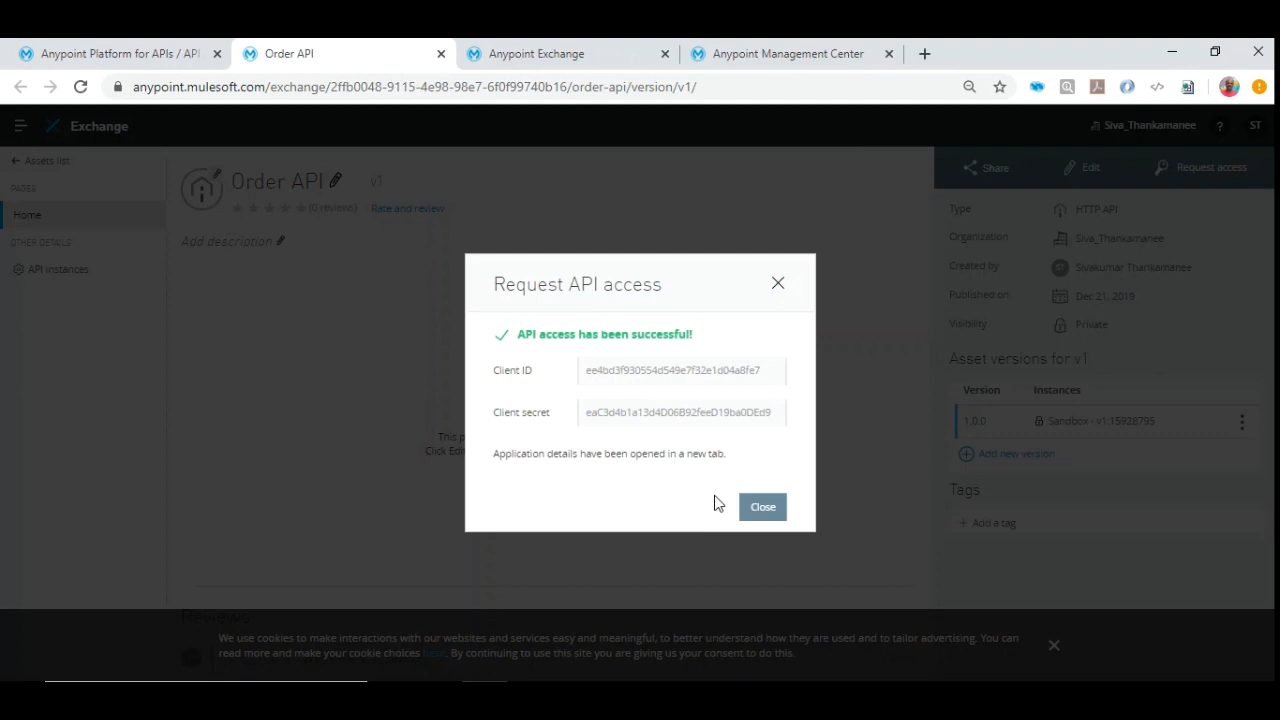 Anypoint Platform for APIs / API
Order API
Anypoint Exchange
Anypoint Management Center
anypoint.mulesoft.com/exchange/2ffb0048-9115-4e98-98e7-6f0f99740b16/order-api/version/v1/
Exchange
Siva_Thankamanee
?
ST
Assets list
PAGES
Home
OTHER DETAILS
API instances
Order API
v1
(0 reviews)
Rate and review
Add description
Share
Edit
Request access
Type
HTTP API
Organization
Siva_Thankamanee
Created by
ST
Sivakumar Thankamanee
Published on
Dec 21, 2019
Visibility
Private
Asset versions for v1
Version
Instances
1.0.0
Sandbox - v1:15928795
Add new version
Tags
+ Add a tag
This p
Click Edi
Request API access
API access has been successful!
Client ID
ee4bd3f930554d549e7f32e1d04a8fe7
Client secret
eaC3d4b1a13d4D06B92feeD19ba0DEd9
Application details have been opened in a new tab.
Close
Reviews
We use cookies to make interactions with our websites and services easy and meaningful, to better understand how they are used and to tailor advertising. You can
read more and make your cookie choices here. By continuing to use this site you are giving us your consent to do this.